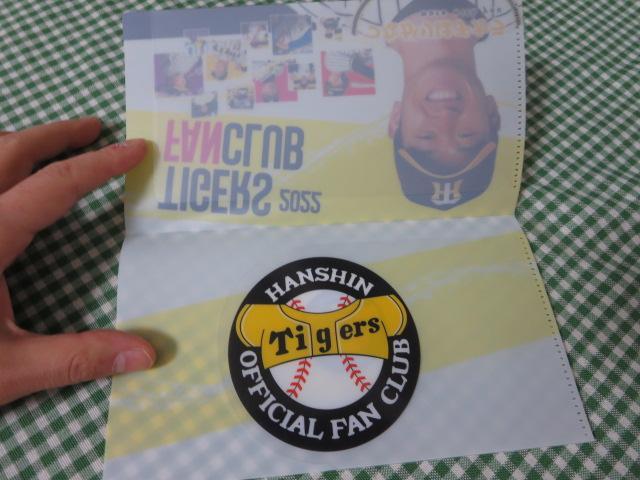 FANCLUB
TIGERS 2022
HANSHIN
Tigers
OFFICIAL FAN CLUB